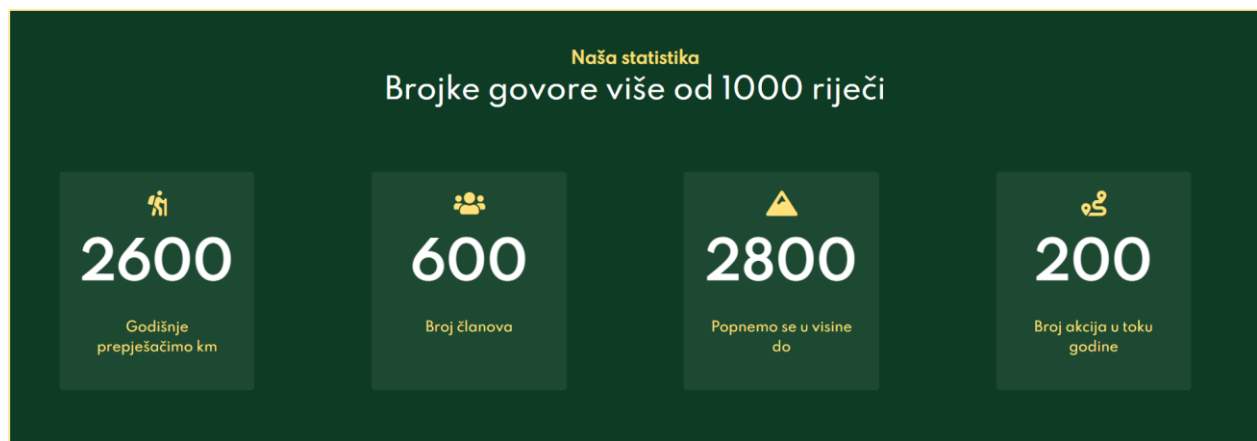 Naša statistika
Brojke govore više od 1000 riječi
2600
Godišnje
prepješačimo km
600
Broj članova
2800
Popnemo se u visine
do
200
Broj akcija u toku
godine